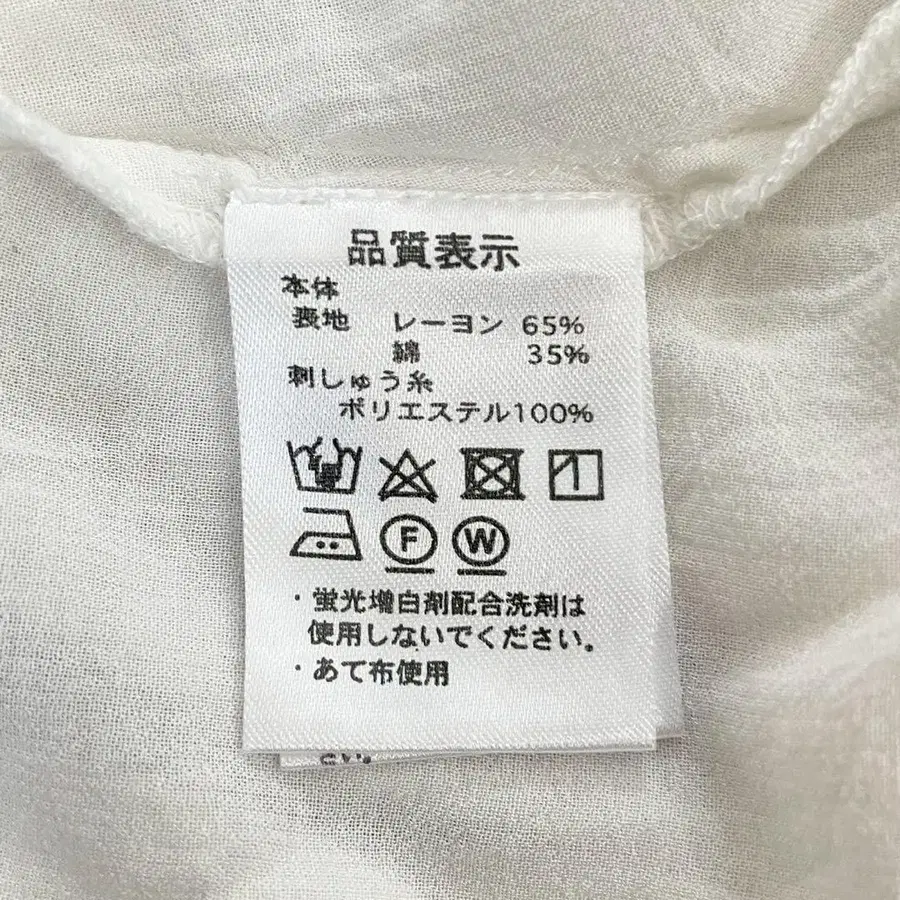 品質表示
本体
表地 レーヨン 65%
綿 35%
刺しゅう糸
ポリエステル100%
F W
・蛍光増白剤配合洗剤は
使用しないでください。
・あて布使用